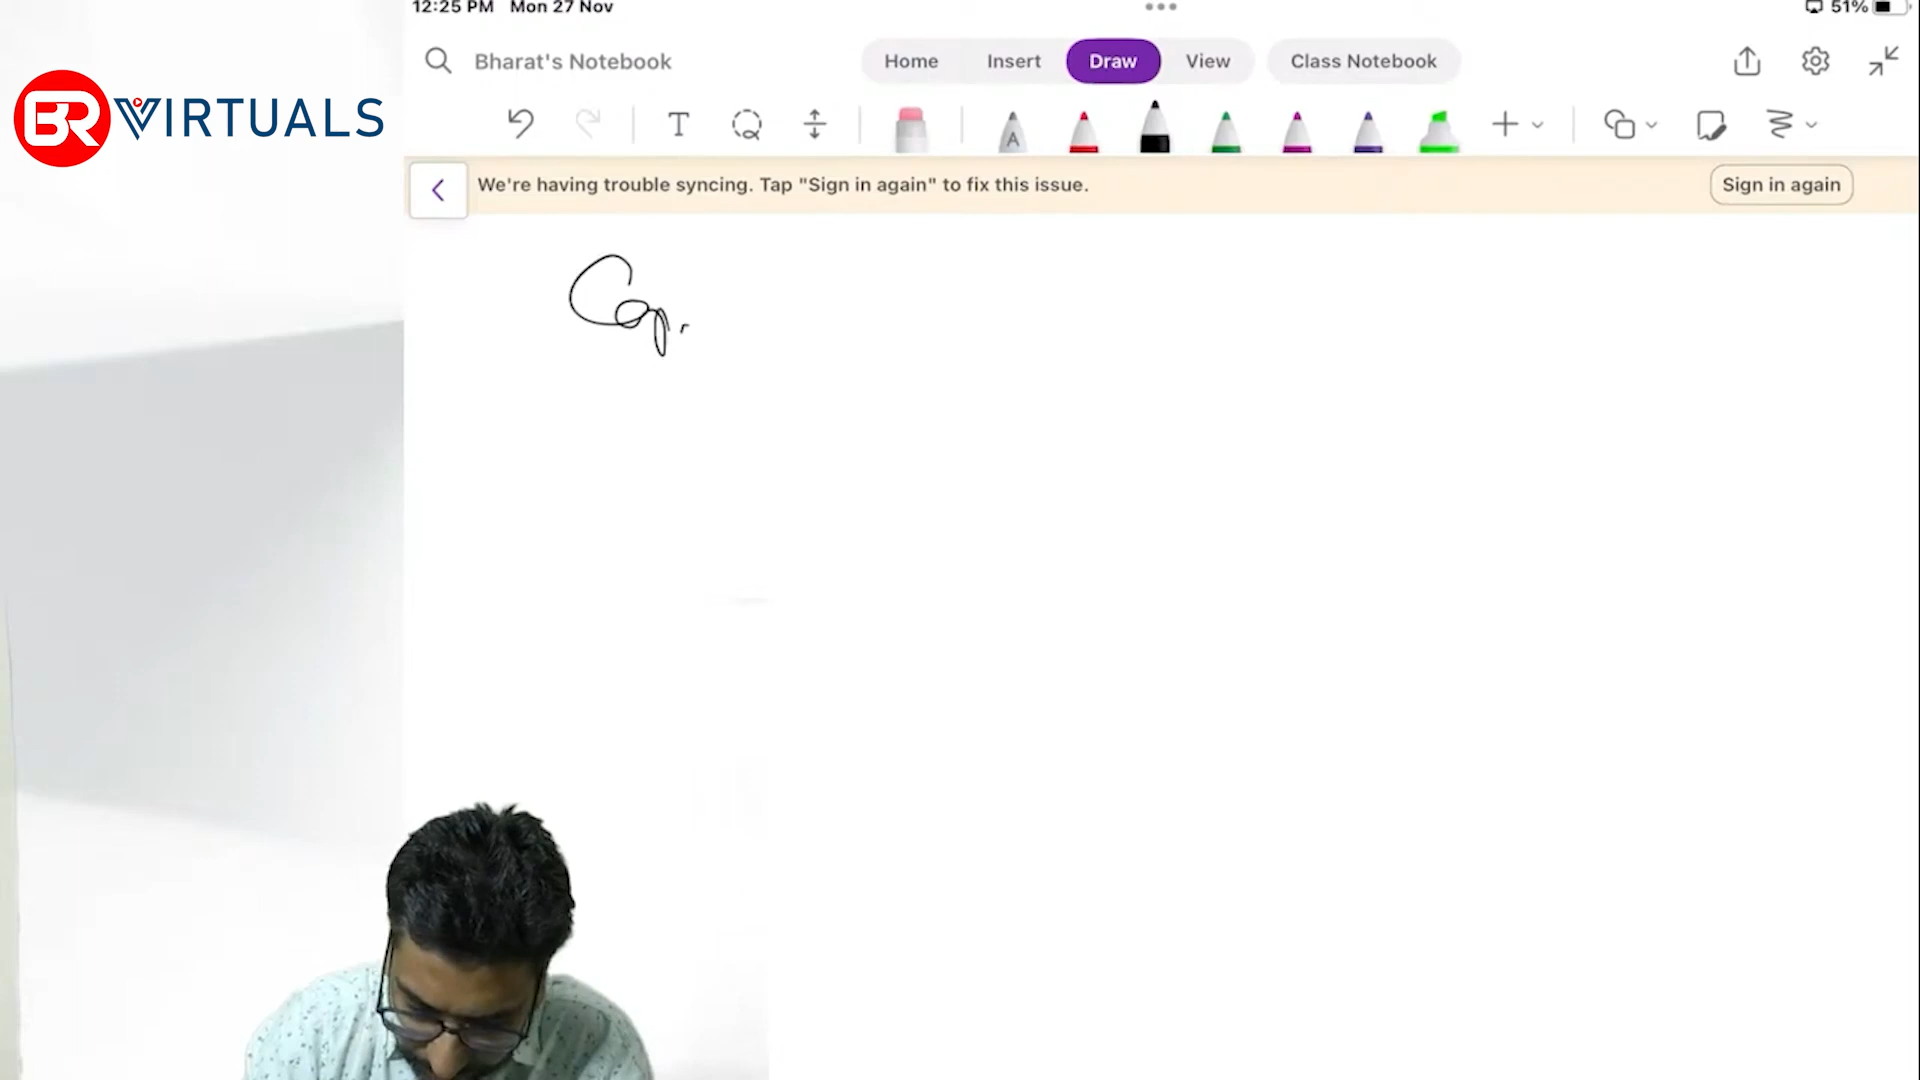 12:25 PM Mon 27 Nov
51%
Bharat's Notebook
Home Insert Draw View Class Notebook
BR VIRTUALS
T
A
We're having trouble syncing. Tap "Sign in again" to fix this issue.
Sign in again
Cap